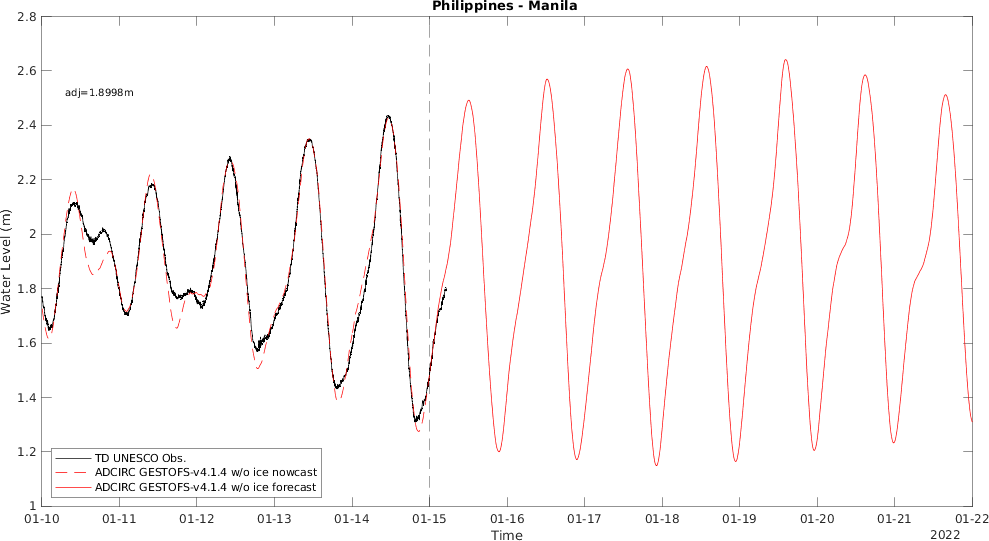 Philippines - Manila
2.8
2.6
adj=1.8998m
2.4
2.2
2
Water Level (m)
1.8
1.6
1.4
1.2
1
TD UNESCO Obs.
ADCIRC GESTOFS-v4.1.4 w/o ice nowcast
ADCIRC GESTOFS-v4.1.4 w/o ice forecast
01-10 01-11 01-12 01-13 01-14 01-15 01-16 01-17 01-18 01-19 01-20 01-21 01-22
Time
2022